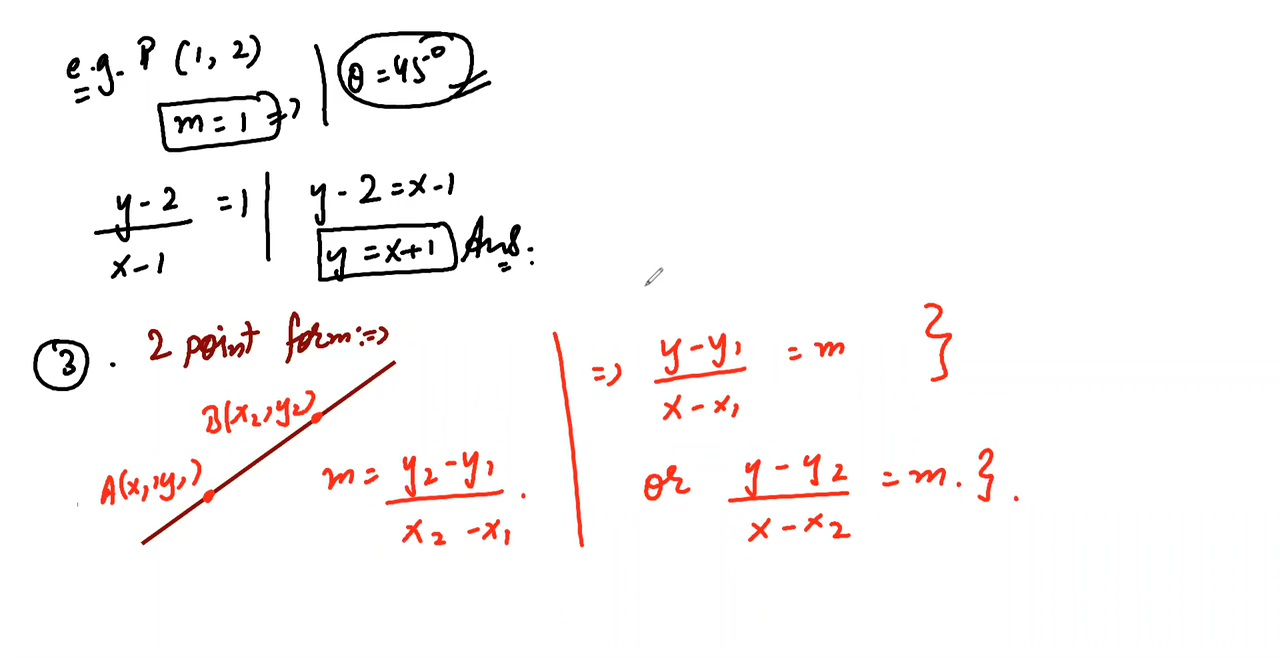 e.g. P (1, 2) | θ = 45°
m = 1 ⇒
y - 2 / x - 1 = 1 | y - 2 = x - 1
y = x + 1 Ans.
③. 2 point form:⇒
B(x₂, y₂)
A(x₁, y₁)
m = y₂ - y₁ / x₂ - x₁ .
⇒ y - y₁ / x - x₁ = m }
or y - y₂ / x - x₂ = m. }.